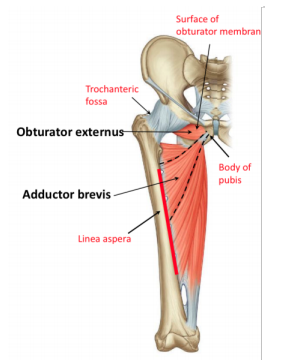 Surface of
obturator membran
Trochanteric
fossa
Obturator externus
Body of
pubis
Adductor brevis
Linea aspera